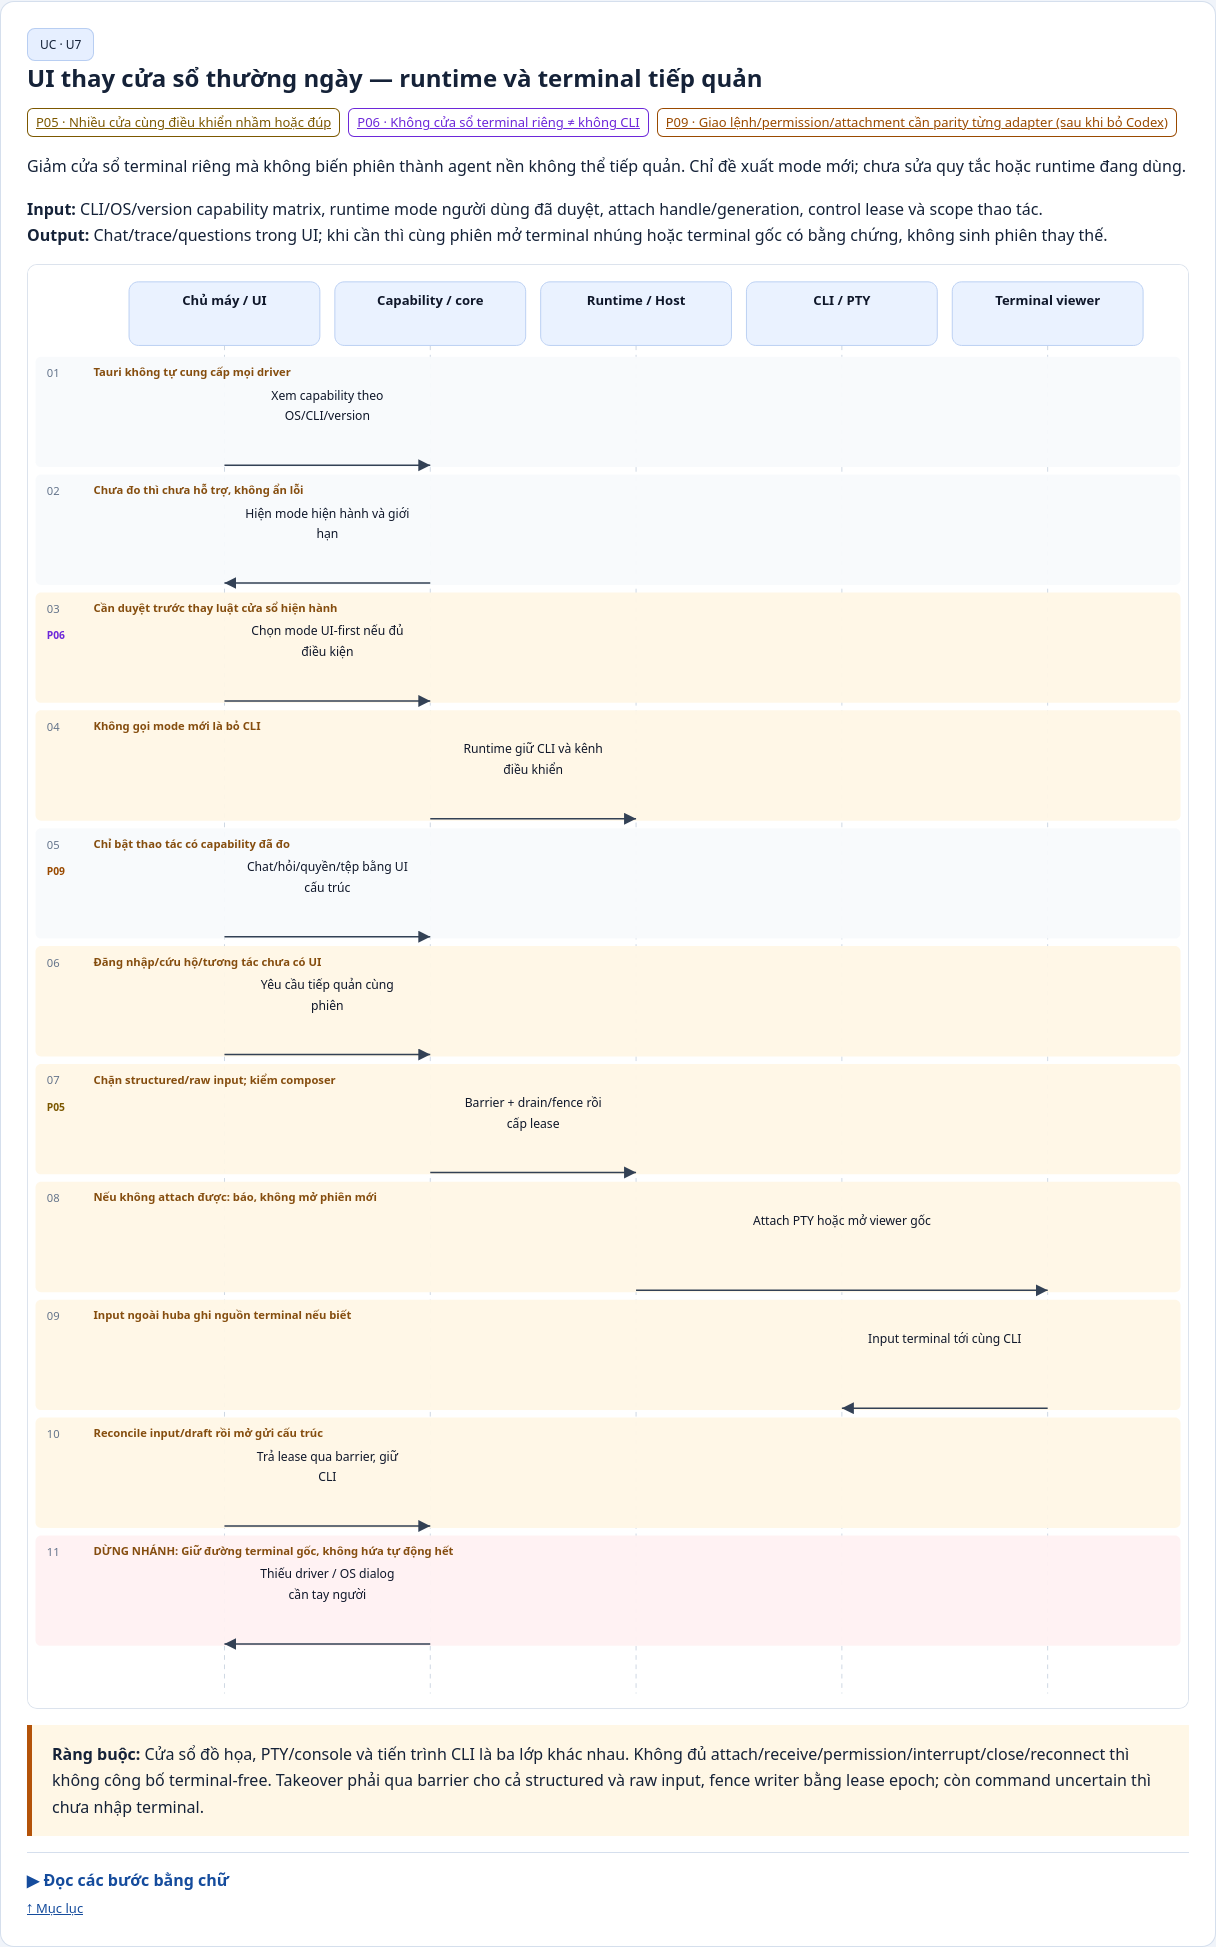 UC · U7
UI thay cửa sổ thường ngày — runtime và terminal tiếp quản
P05 · Nhiều cửa cùng điều khiển nhầm hoặc đúp
P06 · Không cửa sổ terminal riêng ≠ không CLI
P09 · Giao lệnh/permission/attachment cần parity từng adapter (sau khi bỏ Codex)
Giảm cửa sổ terminal riêng mà không biến phiên thành agent nền không thể tiếp quản. Chỉ đề xuất mode mới; chưa sửa quy tắc hoặc runtime đang dùng.
Input: CLI/OS/version capability matrix, runtime mode người dùng đã duyệt, attach handle/generation, control lease và scope thao tác.
Output: Chat/trace/questions trong UI; khi cần thì cùng phiên mở terminal nhúng hoặc terminal gốc có bằng chứng, không sinh phiên thay thế.
Chủ máy / UI
Capability / core
Runtime / Host
CLI / PTY
Terminal viewer
01
Tauri không tự cung cấp mọi driver
Xem capability theo
OS/CLI/version
02
Chưa đo thì chưa hỗ trợ, không ẩn lỗi
Hiện mode hiện hành và giới
hạn
03
Cần duyệt trước thay luật cửa sổ hiện hành
P06
Chọn mode UI-first nếu đủ
điều kiện
04
Không gọi mode mới là bỏ CLI
Runtime giữ CLI và kênh
điều khiển
05
Chỉ bật thao tác có capability đã đo
P09
Chat/hỏi/quyền/tệp bằng UI
cấu trúc
06
Đăng nhập/cứu hộ/tương tác chưa có UI
Yêu cầu tiếp quản cùng
phiên
07
Chặn structured/raw input; kiểm composer
P05
Barrier + drain/fence rồi
cấp lease
08
Nếu không attach được: báo, không mở phiên mới
Attach PTY hoặc mở viewer gốc
09
Input ngoài huba ghi nguồn terminal nếu biết
Input terminal tới cùng CLI
10
Reconcile input/draft rồi mở gửi cấu trúc
Trả lease qua barrier, giữ
CLI
11
DỪNG NHÁNH: Giữ đường terminal gốc, không hứa tự động hết
Thiếu driver / OS dialog
cần tay người
Ràng buộc: Cửa sổ đồ họa, PTY/console và tiến trình CLI là ba lớp khác nhau. Không đủ attach/receive/permission/interrupt/close/reconnect thì
không công bố terminal-free. Takeover phải qua barrier cho cả structured và raw input, fence writer bằng lease epoch; còn command uncertain thì
chưa nhập terminal.
▶ Đọc các bước bằng chữ
↑ Mục lục